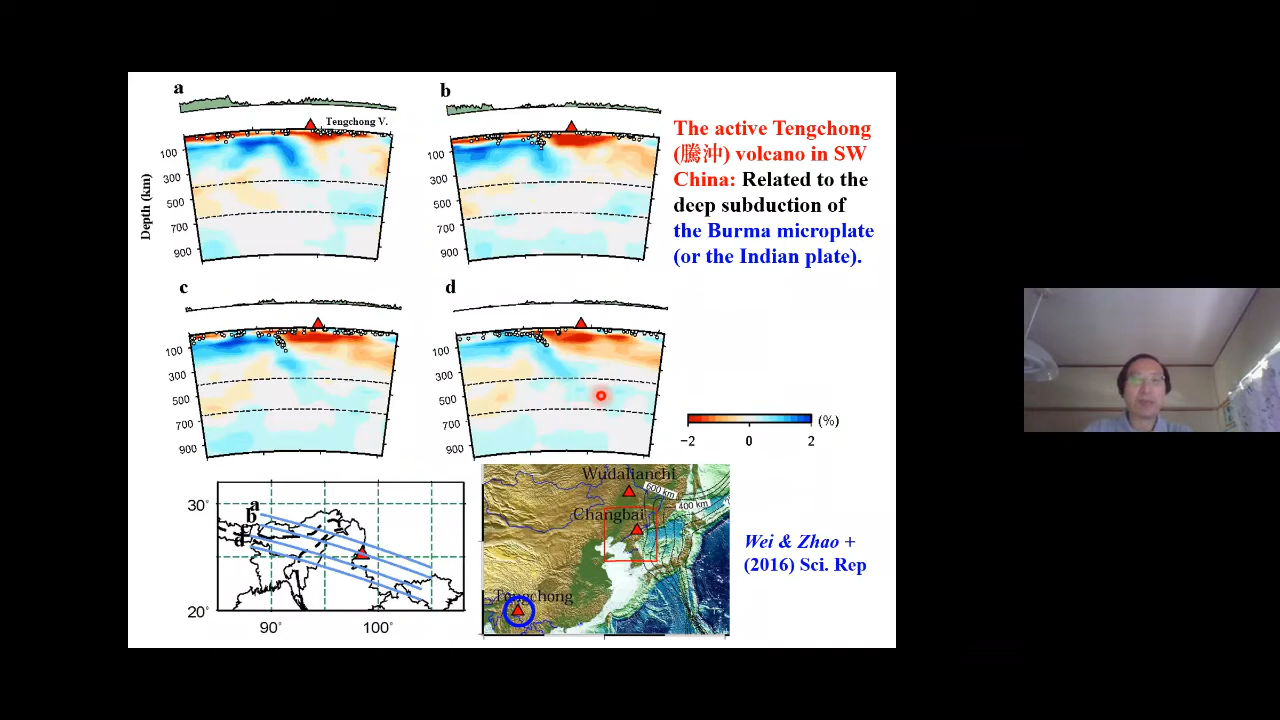 a
Tengchong V.
100
300
500
700
900
Depth (km)
b
100
300
500
700
900
The active Tengchong
(騰沖) volcano in SW
China: Related to the
deep subduction of
the Burma microplate
(or the Indian plate).
c
100
300
500
700
900
d
100
300
500
700
900
(%)
−2
0
2
30°
20°
90°
100°
a
b
d
Wudalianchi
600 km
400 km
Changbai
Tengchong
Wei & Zhao +
(2016) Sci. Rep